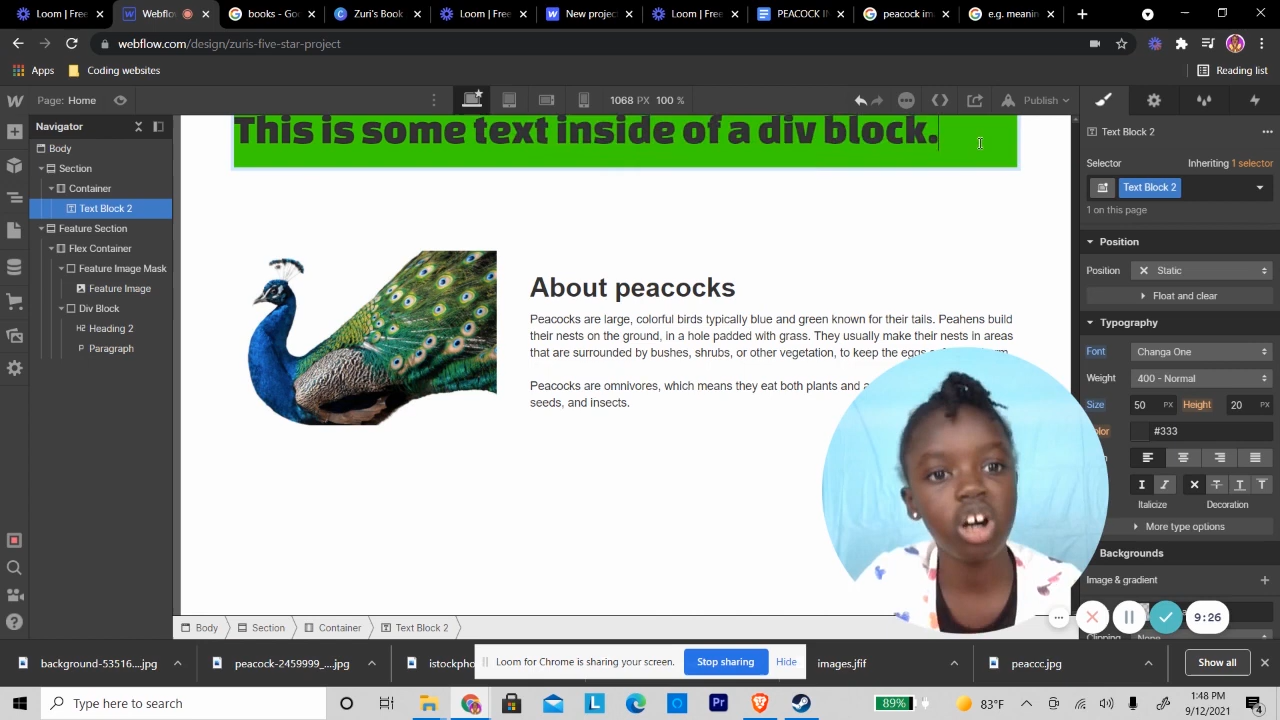 Loom | Free
Webflow
books - Goo
Zuri's Book
Loom | Free
New projec
Loom | Free
PEACOCK IN
peacock im
e.g. meanin
webflow.com/design/zuris-five-star-project
Apps
Coding websites
Reading list
Page: Home
1068 PX 100 %
Publish
Navigator
Body
Section
Container
Text Block 2
Feature Section
Flex Container
Feature Image Mask
Feature Image
Div Block
H2 Heading 2
P Paragraph
This is some text inside of a div block.
About peacocks
Peacocks are large, colorful birds typically blue and green known for their tails. Peahens build
their nests on the ground, in a hole padded with grass. They usually make their nests in areas
that are surrounded by bushes, shrubs, or other vegetation, to keep the eggs
Peacocks are omnivores, which means they eat both plants and
seeds, and insects.
Text Block 2
Selector Inheriting 1 selector
Text Block 2
1 on this page
Position
Position Static
Float and clear
Typography
Font Changa One
Weight 400 - Normal
Size 50 PX Height 20 PX
Color #333
Italicize Decoration
More type options
Backgrounds
Image & gradient
Clipping None
9:26
Body Section Container Text Block 2
background-53516....jpg
peacock-2459999_...jpg
istockpho
Loom for Chrome is sharing your screen.
Stop sharing
Hide
images.jfif
peaccc.jpg
Show all
Type here to search
89%
83°F
1:48 PM
9/12/2021
4